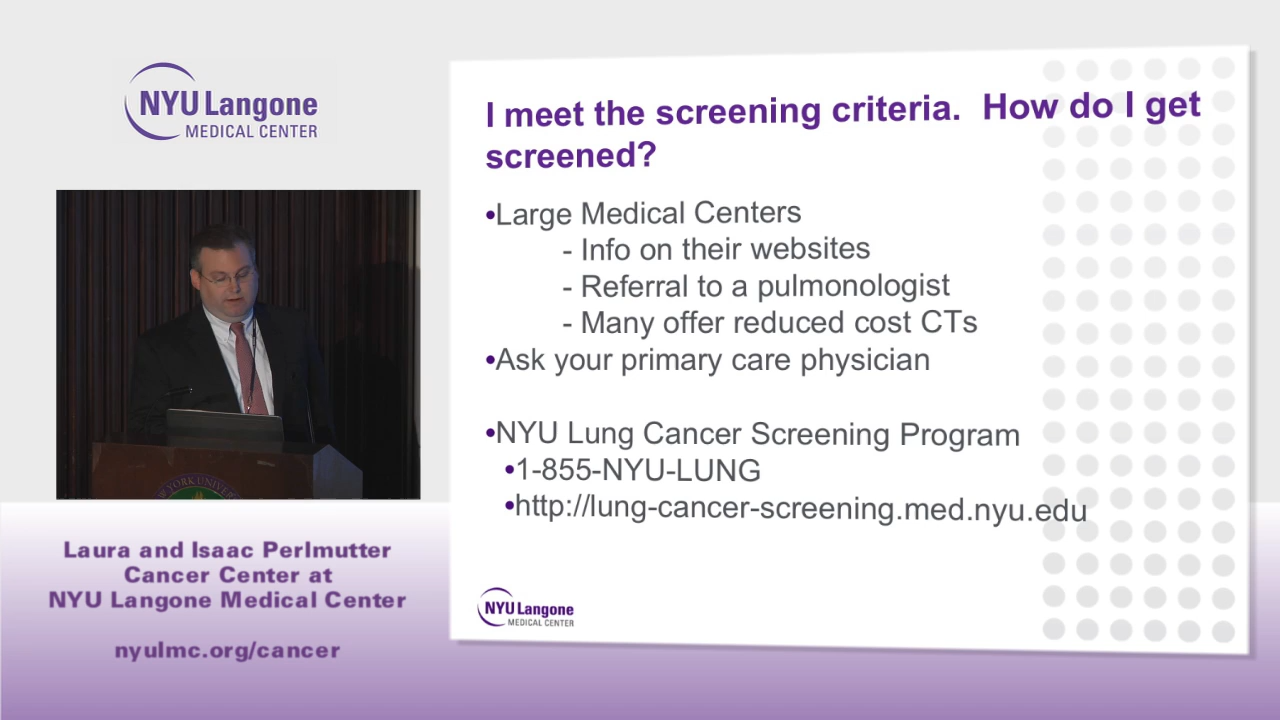 NYU Langone
MEDICAL CENTER
I meet the screening criteria.  How do I get
screened?
•Large Medical Centers
- Info on their websites
- Referral to a pulmonologist
- Many offer reduced cost CTs
•Ask your primary care physician
•NYU Lung Cancer Screening Program
•1-855-NYU-LUNG
•http://lung-cancer-screening.med.nyu.edu
NYU Langone
MEDICAL CENTER
YORK UNIVER
Laura and Isaac Perlmutter
Cancer Center at
NYU Langone Medical Center
nyulmc.org/cancer